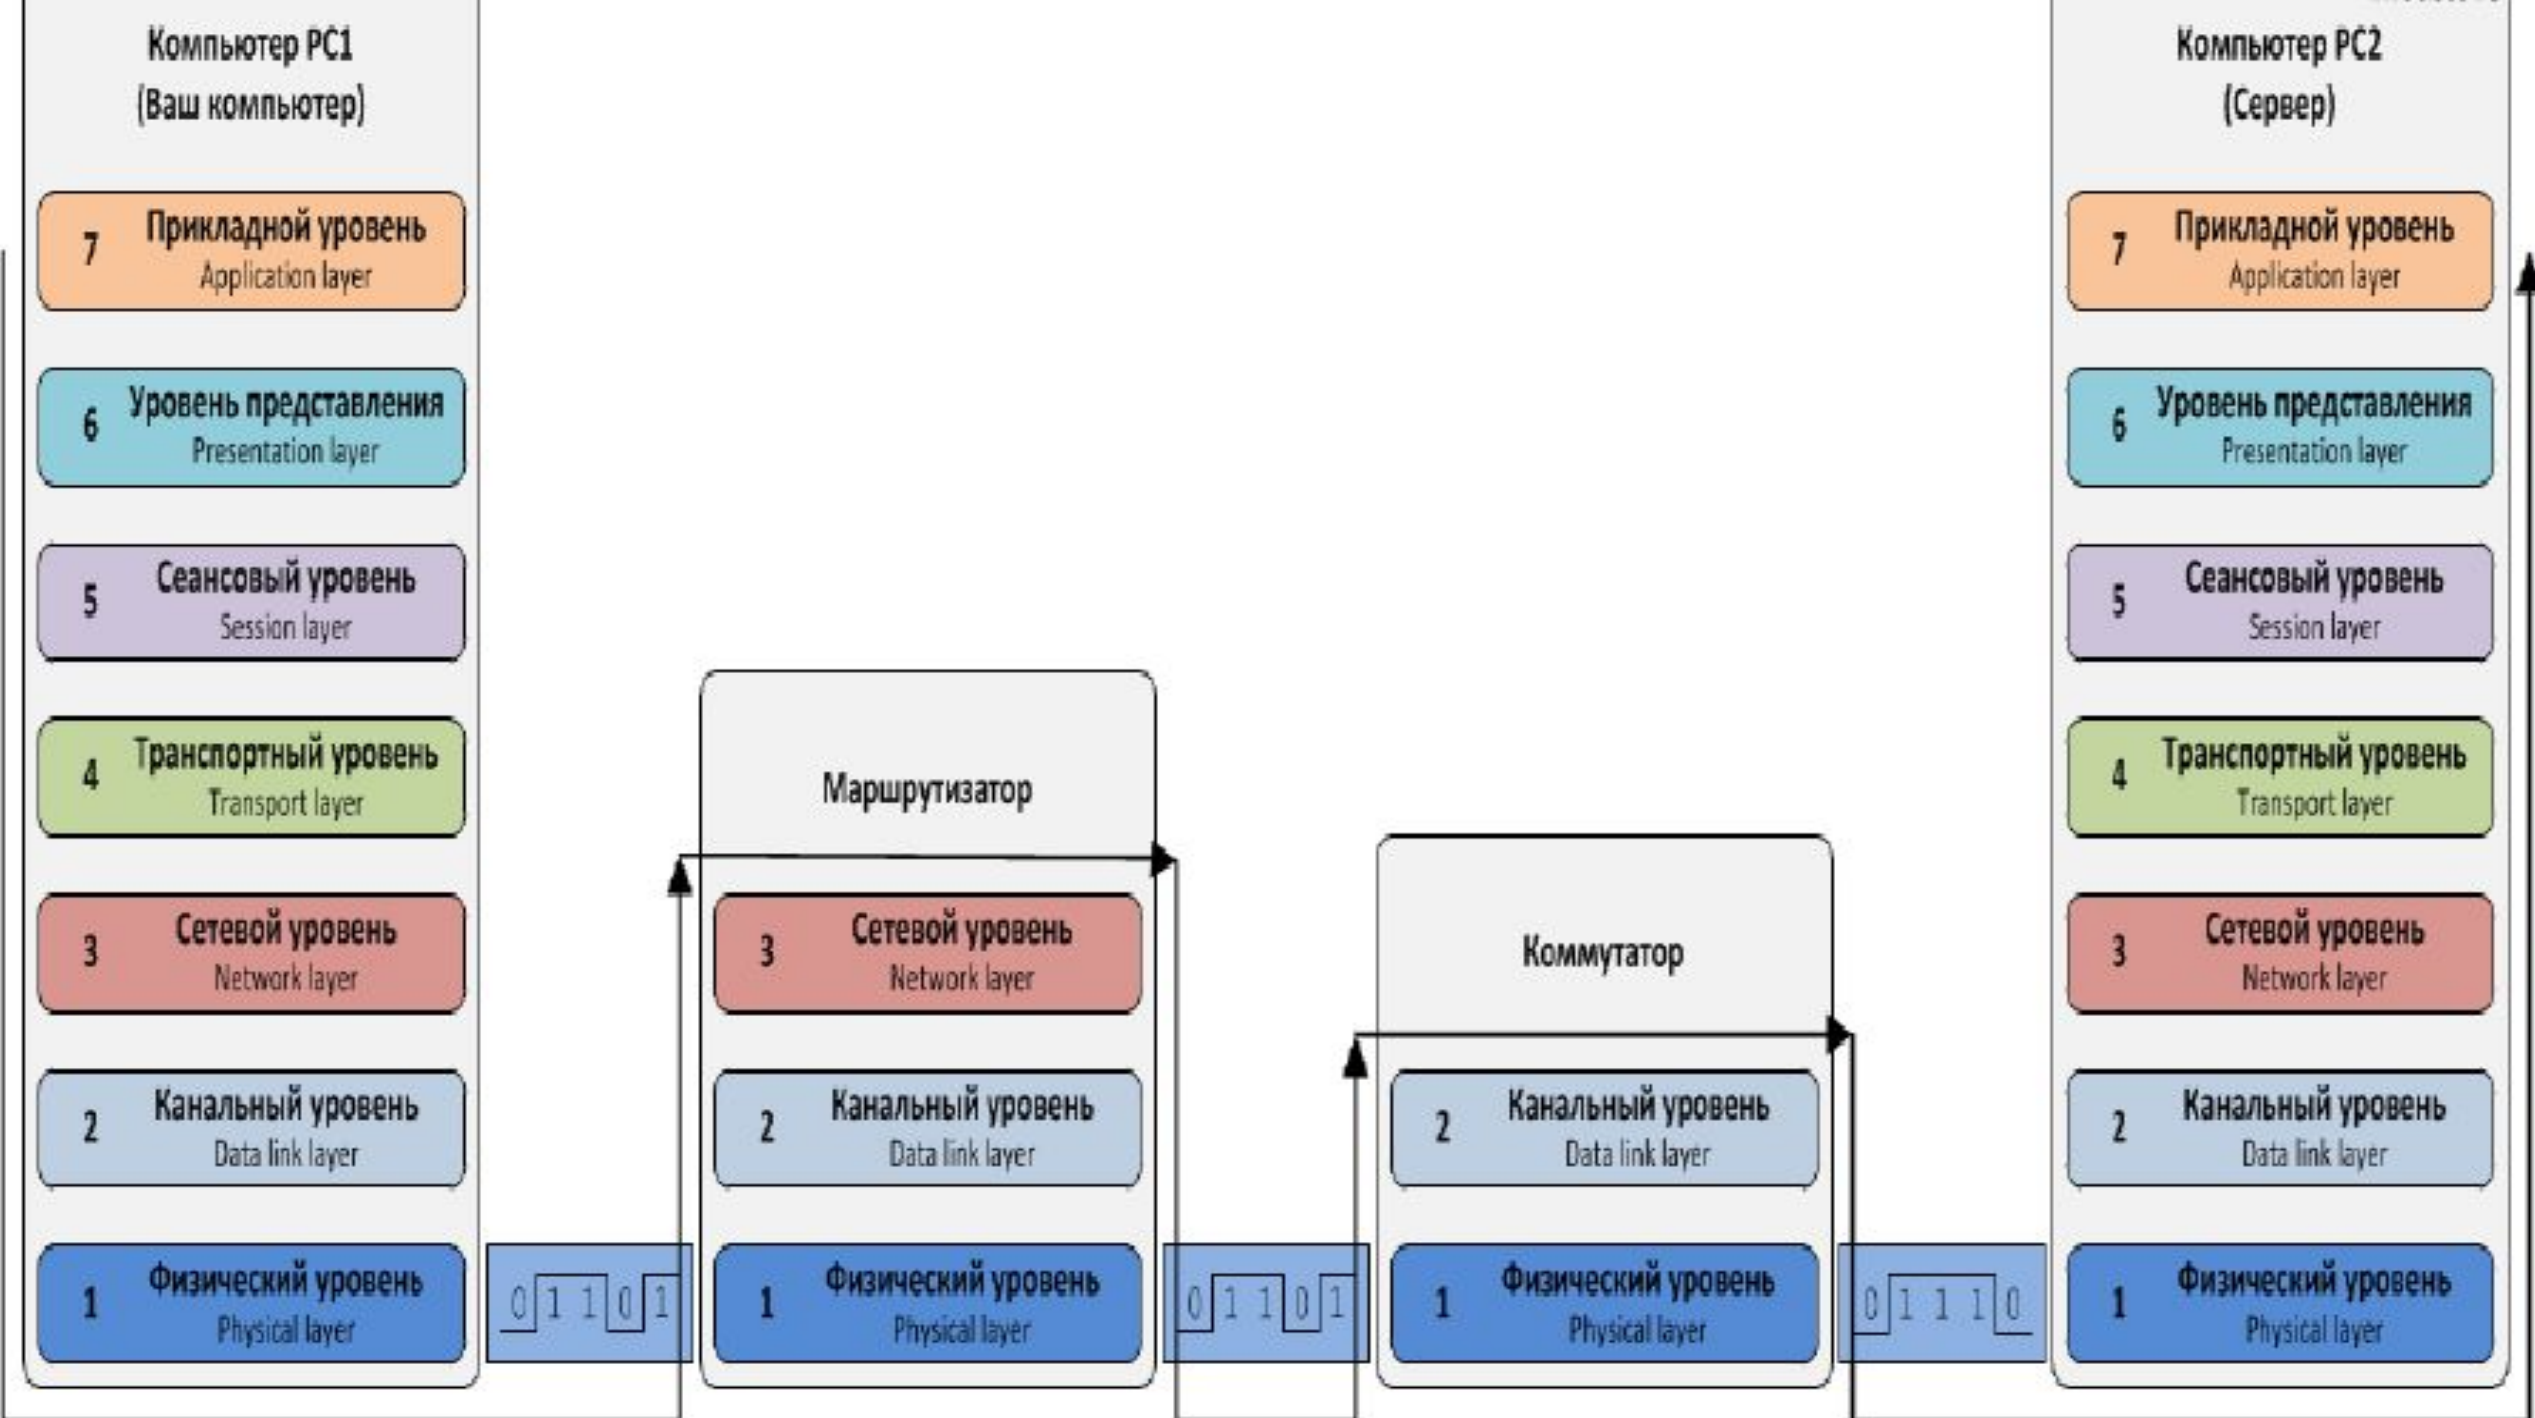 Компьютер PC1
(Ваш компьютер)
7
Прикладной уровень
Application layer
6
Уровень представления
Presentation layer
5
Сеансовый уровень
Session layer
4
Транспортный уровень
Transport layer
3
Сетевой уровень
Network layer
2
Канальный уровень
Data link layer
1
Физический уровень
Physical layer
0 1 1 0 1
Маршрутизатор
3
Сетевой уровень
Network layer
2
Канальный уровень
Data link layer
1
Физический уровень
Physical layer
0 1 1 0 1
Коммутатор
2
Канальный уровень
Data link layer
1
Физический уровень
Physical layer
0 1 1 1 0
Компьютер PC2
(Сервер)
7
Прикладной уровень
Application layer
6
Уровень представления
Presentation layer
5
Сеансовый уровень
Session layer
4
Транспортный уровень
Transport layer
3
Сетевой уровень
Network layer
2
Канальный уровень
Data link layer
1
Физический уровень
Physical layer